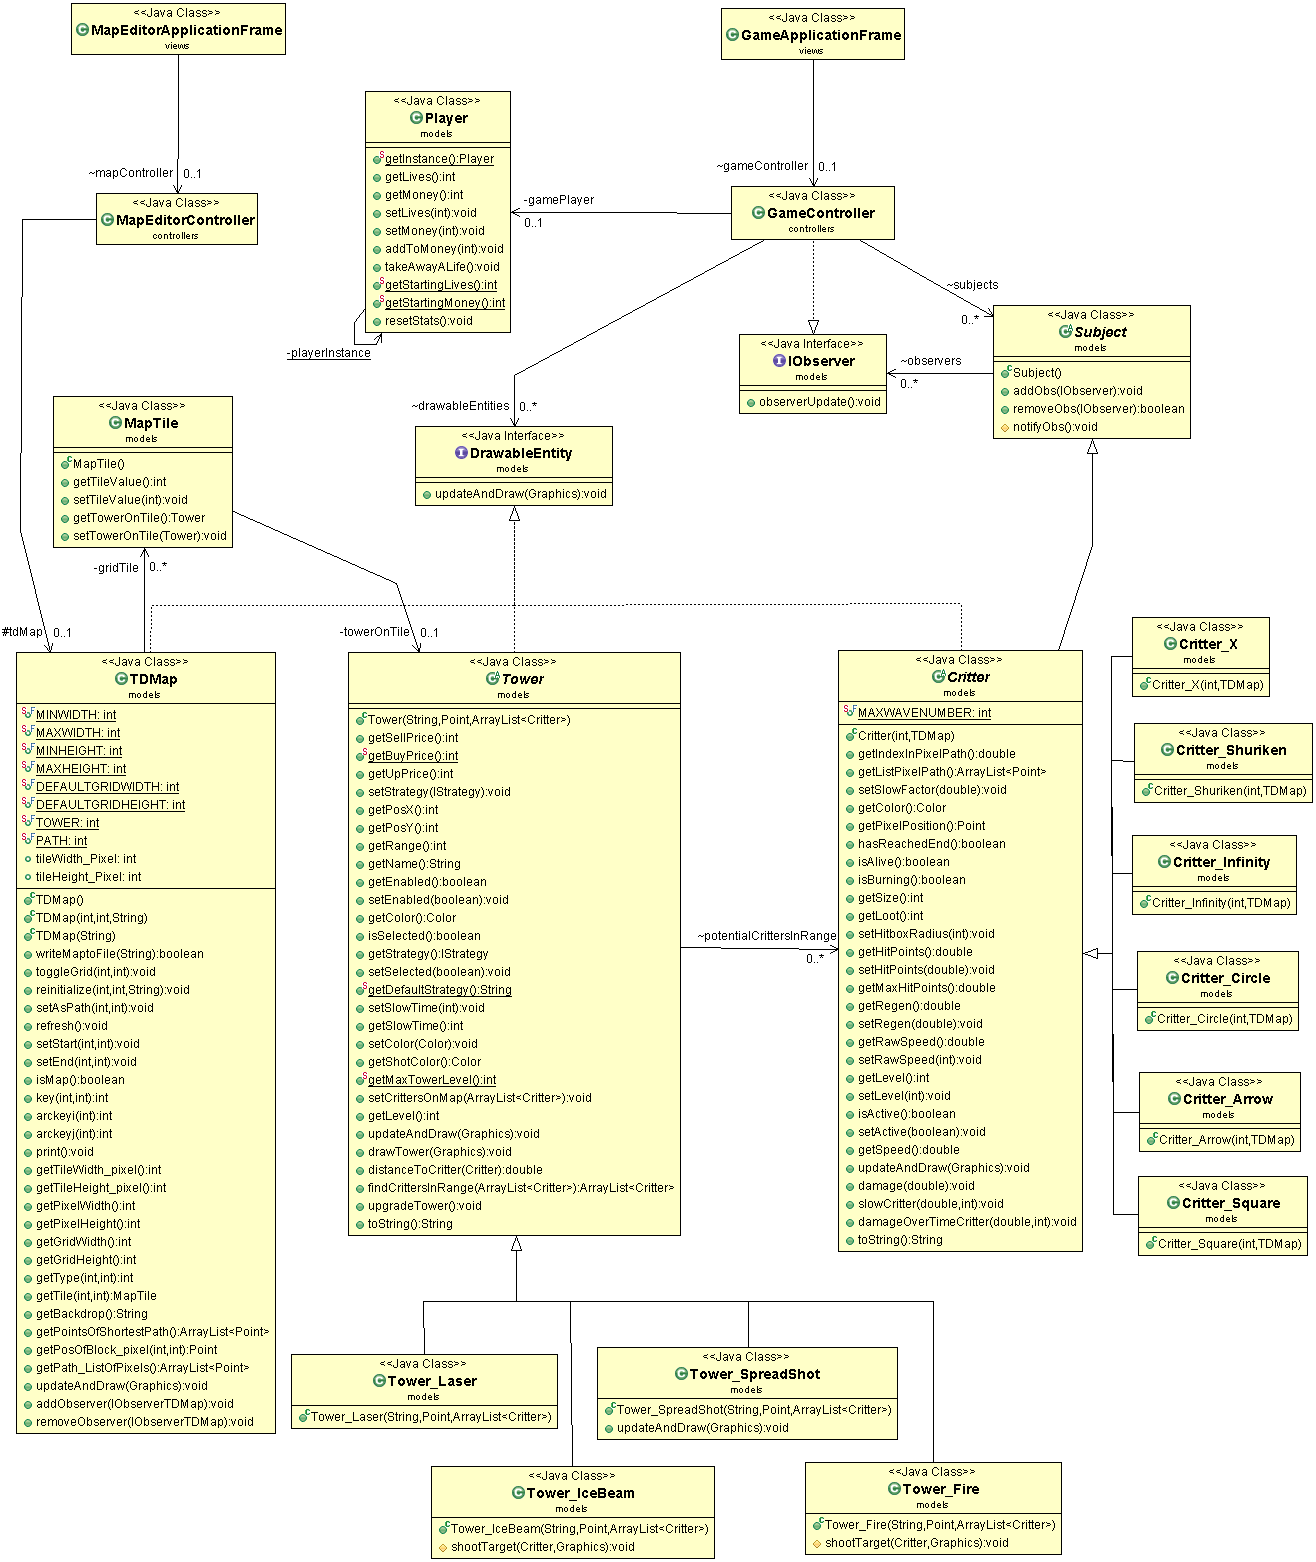 <<Java Class>>
MapEditorApplicationFrame
views
<<Java Class>>
GameApplicationFrame
views
~mapController
0..1
<<Java Class>>
MapEditorController
controllers
<<Java Class>>
Player
models
getInstance():Player
getLives():int
getMoney():int
setLives(int):void
setMoney(int):void
addToMoney(int):void
takeAwayALife():void
getStartingLives():int
getStartingMoney():int
resetStats():void
-playerInstance
~gameController
0..1
<<Java Class>>
GameController
controllers
-gamePlayer
0..1
~subjects
0..*
<<Java Class>>
Subject
models
Subject()
addObs(IObserver):void
removeObs(IObserver):boolean
notifyObs():void
<<Java Interface>>
IObserver
models
observerUpdate():void
~observers
0..*
~drawableEntities
0..*
<<Java Interface>>
DrawableEntity
models
updateAndDraw(Graphics):void
<<Java Class>>
MapTile
models
MapTile()
getTileValue():int
setTileValue(int):void
getTowerOnTile():Tower
setTowerOnTile(Tower):void
-gridTile
0..*
#tdMap
0..1
-towerOnTile
0..1
<<Java Class>>
TDMap
models
MINWIDTH: int
MAXWIDTH: int
MINHEIGHT: int
MAXHEIGHT: int
DEFAULTGRIDWIDTH: int
DEFAULTGRIDHEIGHT: int
TOWER: int
PATH: int
tileWidth_Pixel: int
tileHeight_Pixel: int
TDMap()
TDMap(int,int,String)
TDMap(String)
writeMaptoFile(String):boolean
toggleGrid(int,int):void
reinitialize(int,int,String):void
setAsPath(int,int):void
refresh():void
setStart(int,int):void
setEnd(int,int):void
isMap():boolean
key(int,int):int
arckeyi(int):int
arckeyj(int):int
print():void
getTileWidth_pixel():int
getTileHeight_pixel():int
getPixelWidth():int
getPixelHeight():int
getGridWidth():int
getGridHeight():int
getType(int,int):int
getTile(int,int):MapTile
getBackdrop():String
getPointsOfShortestPath():ArrayList<Point>
getPosOfBlock_pixel(int,int):Point
getPath_ListOfPixels():ArrayList<Point>
updateAndDraw(Graphics):void
addObserver(IObserverTDMap):void
removeObserver(IObserverTDMap):void
<<Java Class>>
Tower
models
Tower(String,Point,ArrayList<Critter>)
getSellPrice():int
getBuyPrice():int
getUpPrice():int
setStrategy(IStrategy):void
getPosX():int
getPosY():int
getRange():int
getName():String
getEnabled():boolean
setEnabled(boolean):void
getColor():Color
isSelected():boolean
getStrategy():IStrategy
setSelected(boolean):void
getDefaultStrategy():String
setSlowTime(int):void
getSlowTime():int
setColor(Color):void
getShotColor():Color
getMaxTowerLevel():int
setCrittersOnMap(ArrayList<Critter>):void
getLevel():int
updateAndDraw(Graphics):void
drawTower(Graphics):void
distanceToCritter(Critter):double
findCrittersInRange(ArrayList<Critter>):ArrayList<Critter>
upgradeTower():void
toString():String
~potentialCrittersInRange
0..*
<<Java Class>>
Critter
models
MAXWAVENUMBER: int
Critter(int,TDMap)
getIndexInPixelPath():double
getListPixelPath():ArrayList<Point>
setSlowFactor(double):void
getColor():Color
getPixelPosition():Point
hasReachedEnd():boolean
isAlive():boolean
isBurning():boolean
getSize():int
getLoot():int
setHitboxRadius(int):void
getHitPoints():double
setHitPoints(double):void
getMaxHitPoints():double
getRegen():double
setRegen(double):void
getRawSpeed():double
setRawSpeed(int):void
getLevel():int
setLevel(int):void
isActive():boolean
setActive(boolean):void
getSpeed():double
updateAndDraw(Graphics):void
damage(double):void
slowCritter(double,int):void
damageOverTimeCritter(double,int):void
toString():String
<<Java Class>>
Critter_X
models
Critter_X(int,TDMap)
<<Java Class>>
Critter_Shuriken
models
Critter_Shuriken(int,TDMap)
<<Java Class>>
Critter_Infinity
models
Critter_Infinity(int,TDMap)
<<Java Class>>
Critter_Circle
models
Critter_Circle(int,TDMap)
<<Java Class>>
Critter_Arrow
models
Critter_Arrow(int,TDMap)
<<Java Class>>
Critter_Square
models
Critter_Square(int,TDMap)
<<Java Class>>
Tower_Laser
models
Tower_Laser(String,Point,ArrayList<Critter>)
<<Java Class>>
Tower_SpreadShot
models
Tower_SpreadShot(String,Point,ArrayList<Critter>)
updateAndDraw(Graphics):void
<<Java Class>>
Tower_IceBeam
models
Tower_IceBeam(String,Point,ArrayList<Critter>)
shootTarget(Critter,Graphics):void
<<Java Class>>
Tower_Fire
models
Tower_Fire(String,Point,ArrayList<Critter>)
shootTarget(Critter,Graphics):void